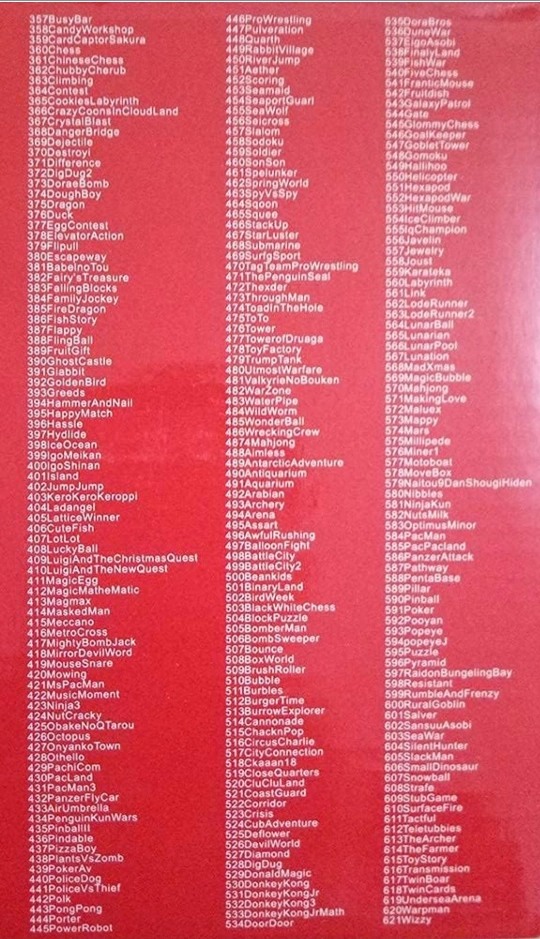 357BusyBar
358CandyWorkshop
359CardCaptorSakura
360Chess
361ChineseChess
362ChubbyCherub
363Climbing
364Contest
365CookiesLabyrinth
366CrazyCoonsInCloudLand
367CrystalBlast
368DangerBridge
369Dejectile
370Destroyi
371Difference
372DigDug2
373DoraeBomb
374DoughBoy
375Dragon
376Duck
377EggContest
378ElevatorAction
379Flipull
380Escapeway
381BabelnoTou
382Fairy'sTreasure
383FallingBlocks
384FamilyJockey
385FireDragon
386FishStory
387Flappy
388FlingBall
389FruitGift
390GhostCastle
391Glabbit
392GoldenBird
393Greeds
394HammerAndNail
395HappyMatch
396Hassle
397Hydlide
398IceOcean
399IgoMeikan
400IgoShinan
401Island
402JumpJump
403KeroKeroKeroppi
404Ladangel
405LatticeWinner
406CuteFish
407LotLot
408LuckyBall
409LuigiAndTheChristmasQuest
410LuigiAndTheNewQuest
411MagicEgg
412MagicMatheMatic
413Magmax
414MaskedMan
415Meccano
416MetroCross
417MightyBombJack
418MirrorDevilWord
419MouseSnare
420Mowing
421MsPacMan
422MusicMoment
423Ninja3
424NutCracky
425ObakeNoQTarou
426Octopus
427OnyankoTown
428Othello
429PachiCom
430PacLand
431PacMan3
432PanzerFlyCar
433AirUmbrella
434PenguinKunWars
435Pinballll
436Pindable
437PizzaBoy
438PlantsVsZomb
439PokerAv
440PoliceDog
441PoliceVsThief
442Polk
443PongPong
444Porter
445PowerRobot
446ProWrestling
447Pulveration
448Quarth
449RabbitVillage
450RiverJump
451Aether
452Scoring
453Seamaid
454SeaportGuarl
455SeaWolf
456Seicross
457Slalom
458Sodoku
459Soldier
460SonSon
461Spelunker
462SpringWorld
463SpyVsSpy
464Sqoon
465Squee
466StackUp
467StarLuster
468Submarine
469SurfgSport
470TagTeamProWrestling
471ThePenguinSeal
472Thexder
473ThroughMan
474ToadInTheHole
475ToTo
476Tower
477TowerofDruaga
478ToyFactory
479TrumpTank
480UtmostWarfare
481ValkyrieNoBouken
482WarZone
483WaterPipe
484WildWorm
485WonderBall
486WreckingCrew
4874Mahjong
488Aimless
489AntarcticAdventure
490Antiquarium
491Aquarium
492Arabian
493Archery
494Arena
495Assart
496AwfulRushing
497BalloonFight
498BattleCity
499BattleCity2
500Beankids
501BinaryLand
502BirdWeek
503BlackWhiteChess
504BlockPuzzle
505BomberMan
506BombSweeper
507Bounce
508BoxWorld
509BrushRoller
510Bubble
511Burbles
512BurgerTime
513BurrowExplorer
514Cannonade
515ChacknPop
516CircusCharlie
517CityConnection
518Ckaaan18
519CloseQuarters
520CluCluLand
521CoastGuard
522Corridor
523Crisis
524CubAdventure
525Deflower
526DevilWorld
527Diamond
528DigDug
529DonaldMagic
530DonkeyKong
531DonkeyKongJr
532DonkeyKong3
533DonkeyKongJrMath
534DoorDoor
535DoraBros
536DuneWar
537EigoAsobi
538FinalyLand
539FishWar
540FiveChess
541FranticMouse
542Fruitdish
543GalaxyPatrol
544Gate
545GlommyChess
546GoalKeeper
547GobletTower
548Gomoku
549Hallihoo
550Helicopter
551Hexapod
552HexapodWar
553HitMouse
554IceClimber
555IqChampion
556Javelin
557Jewelry
558Joust
559Karateka
560Labyrinth
561Link
562LodeRunner
563LodeRunner2
564LunarBall
565Lunarian
566LunarPool
567Lunation
568MadXmas
569MagicBubble
570Mahjong
571MakingLove
572Maluex
573Mappy
574Mari
575Millipede
576Miner1
577Motoboat
578MoveBox
579Naitou9DanShougiHiden
580Nibbles
581NinjaKun
582NutsMilk
583OptimusMinor
584PacMan
585PacPacland
586PanzerAttack
587Pathway
588PentaBase
589Pillar
590Pinball
591Poker
592Pooyan
593Popeye
594popeyeJ
595Puzzle
596Pyramid
597RaidonBungelingBay
598Resistant
599RumbleAndFrenzy
600RuralGoblin
601Salver
602SansuuAsobi
603SeaWar
604SilentHunter
605SlackMan
606SmallDinosaur
607Snowball
608Strafe
609StubGame
610SurfaceFire
611Tactful
612Teletubbies
613TheArcher
614TheFarmer
615ToyStory
616Transmission
617TwinBoar
618TwinCards
619UnderseaArena
620Warpman
621Wizzy